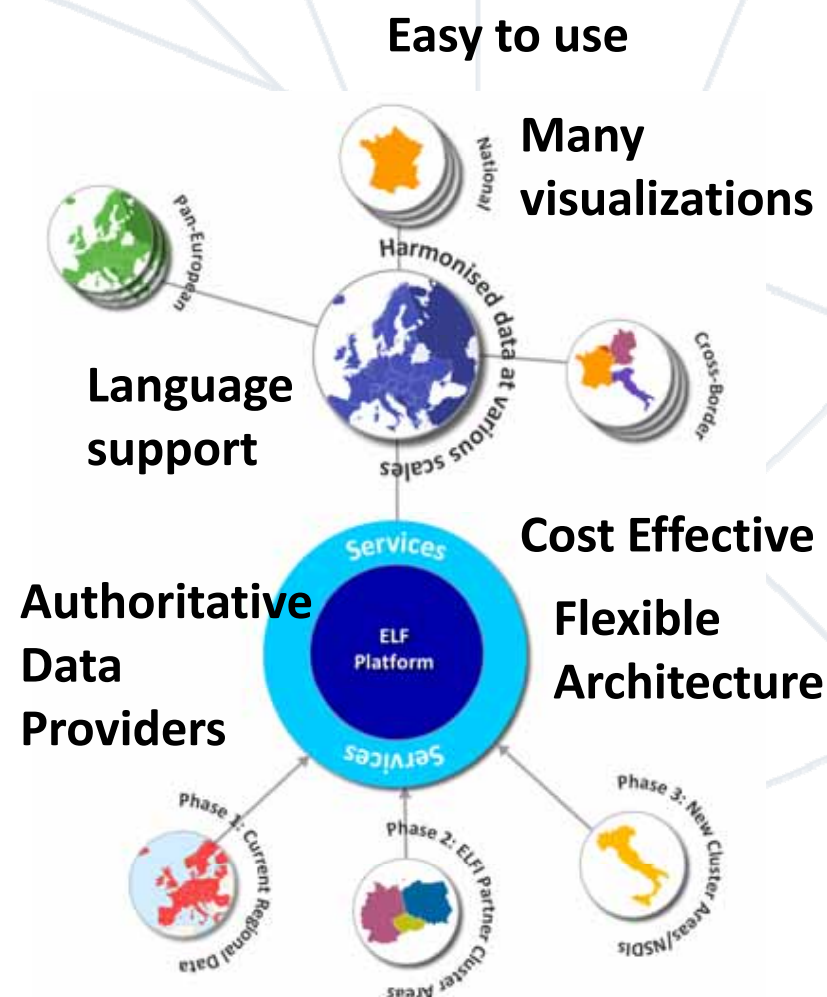 Easy to use
Many
visualizations
National
Pan-European
Harmonised data at various scales
Cross-Border
Language
support
Services
Cost Effective
Authoritative
Data
Providers
ELF
Platform
Flexible
Architecture
Services
Phase 1: Current Regional Data
Phase 2: ELFI Partner Cluster Areas
Phase 3: New Cluster Areas/NSDIs